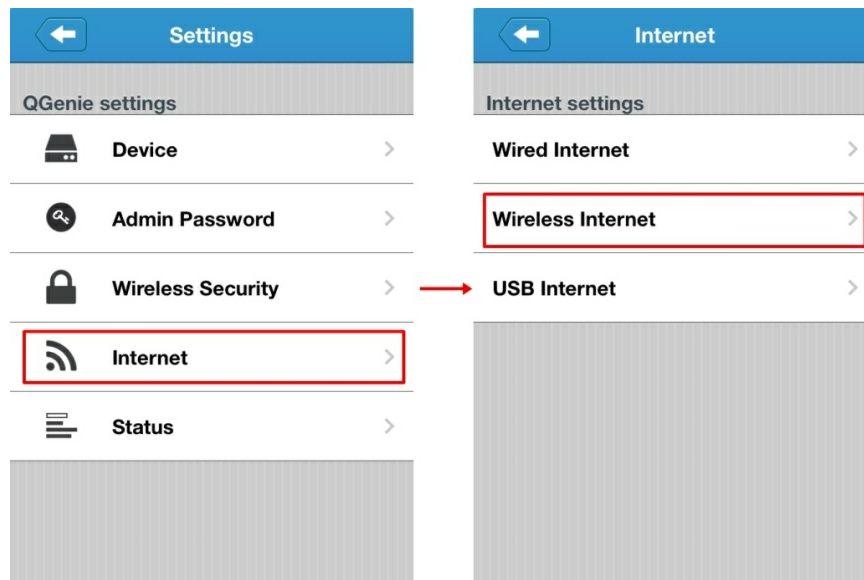 Settings
QGenie settings
Device
Admin Password
Wireless Security
Internet
Status
Internet
Internet settings
Wired Internet
Wireless Internet
USB Internet